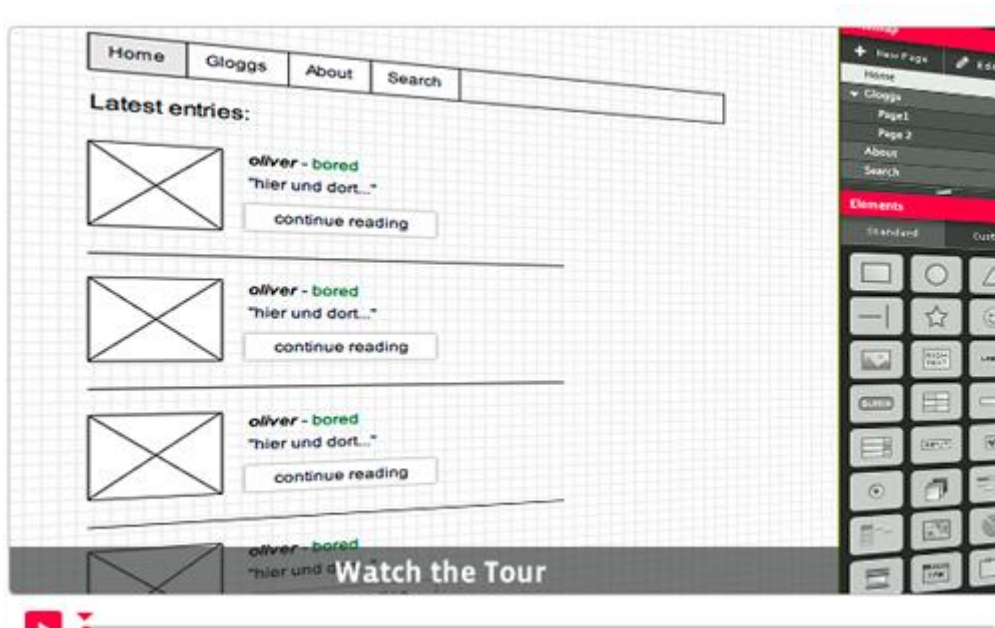 Home
Gloggs
About
Search
Latest entries:
oliver - bored
"hier und dort..."
continue reading
oliver - bored
"hier und dort..."
continue reading
oliver - bored
"hier und dort..."
continue reading
oliver - bored
"hier und
Watch the Tour
New Page
Home
Gloggs
Page1
Page 2
About
Search
Elements
Standard